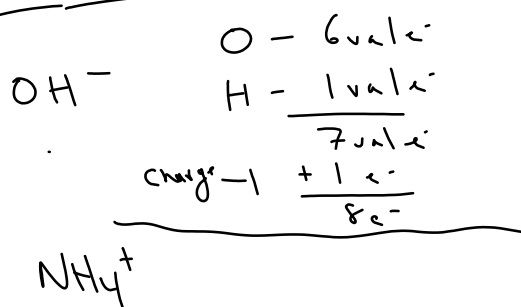 O - 6 val e-
OH- H - 1 val e-
7 val e-
charge -1 + 1 e-
8 e-
NH4+